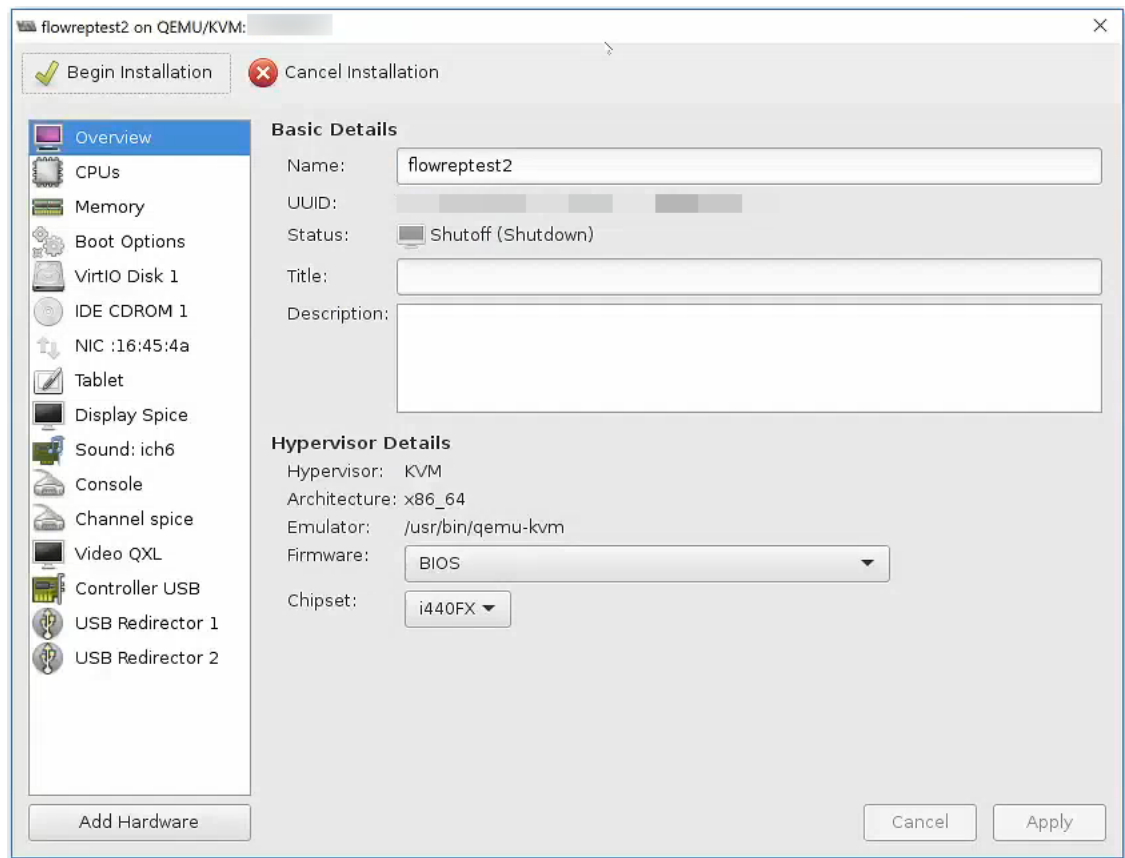 flowreptest2 on QEMU/KVM:
Begin Installation
Cancel Installation
Overview
CPUs
Memory
Boot Options
VirtIO Disk 1
IDE CDROM 1
NIC :16:45:4a
Tablet
Display Spice
Sound: ich6
Console
Channel spice
Video QXL
Controller USB
USB Redirector 1
USB Redirector 2
Add Hardware
Basic Details
Name: flowreptest2
UUID:
Status: Shutoff (Shutdown)
Title:
Description:
Hypervisor Details
Hypervisor: KVM
Architecture: x86_64
Emulator: /usr/bin/qemu-kvm
Firmware: BIOS
Chipset: i440FX
Cancel
Apply